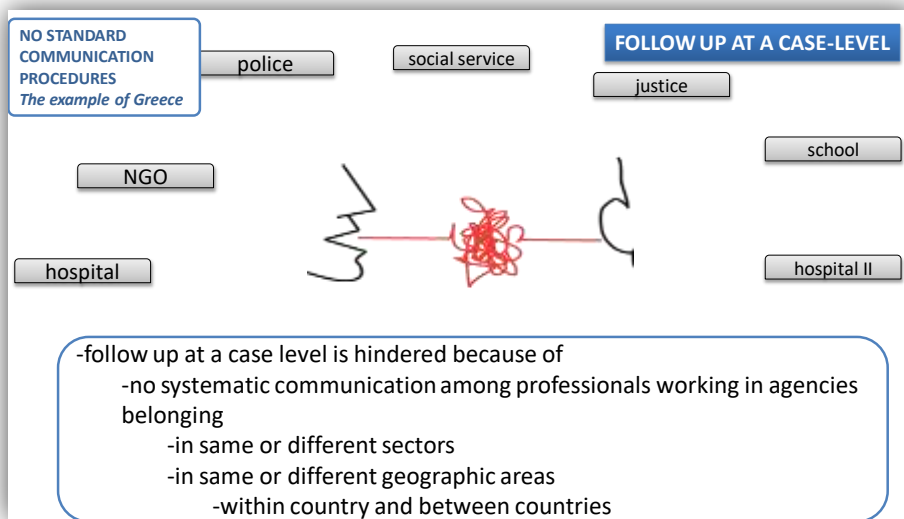 NO STANDARD
COMMUNICATION
PROCEDURES
The example of Greece
FOLLOW UP AT A CASE-LEVEL
police
social service
justice
school
NGO
hospital
hospital II
-follow up at a case level is hindered because of
-no systematic communication among professionals working in agencies
belonging
-in same or different sectors
-in same or different geographic areas
-within country and between countries